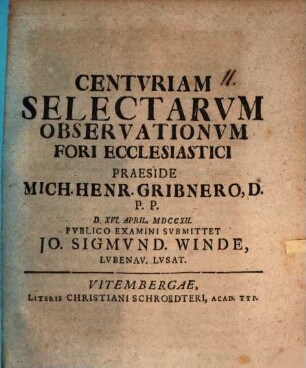 CENTVRIAM 11.
SELECTARVM
OBSERVATIONVM
FORI ECCLESIASTICI
PRAESIDE
MICH. HENR. GRIBNERO, D.
P. P.
D. XVI. APRIL. MDCCXII.
PVBLICO EXAMINI SVBMITTET
JO. SIGMVND. WINDE,
LVBENAV. LVSAT.
VITEMBERGAE,
LITERIS CHRISTIANI SCHROEDTERI, ACAD. TYP.